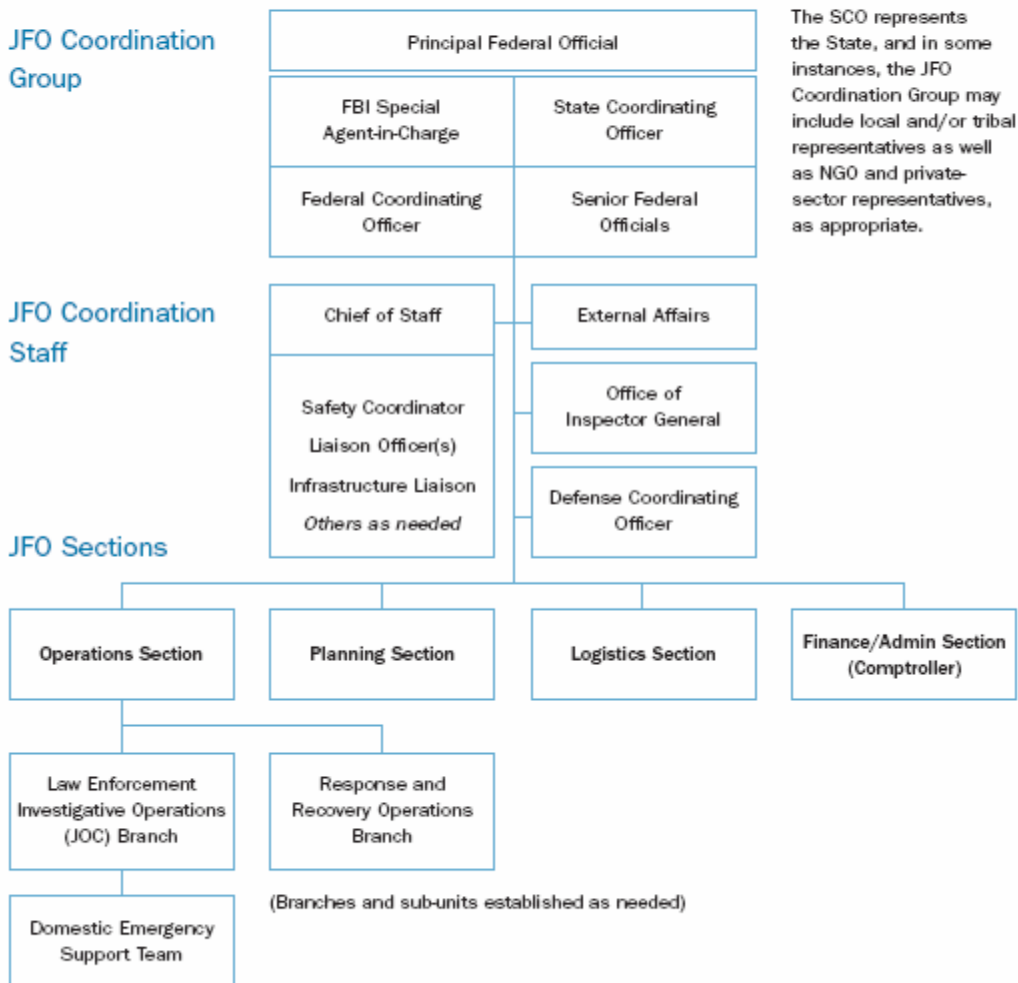 JFO Coordination
Group
Principal Federal Official
FBI Special
Agent-in-Charge
State Coordinating
Officer
Federal Coordinating
Officer
Senior Federal
Officials
The SCO represents
the State, and in some
instances, the JFO
Coordination Group may
include local and/or tribal
representatives as well
as NGO and private-
sector representatives,
as appropriate.
JFO Coordination
Staff
Chief of Staff
Safety Coordinator
Liaison Officer(s)
Infrastructure Liaison
Others as needed
External Affairs
Office of
Inspector General
Defense Coordinating
Officer
JFO Sections
Operations Section
Planning Section
Logistics Section
Finance/Admin Section
(Comptroller)
Law Enforcement
Investigative Operations
(JOC) Branch
Response and
Recovery Operations
Branch
Domestic Emergency
Support Team
(Branches and sub-units established as needed)